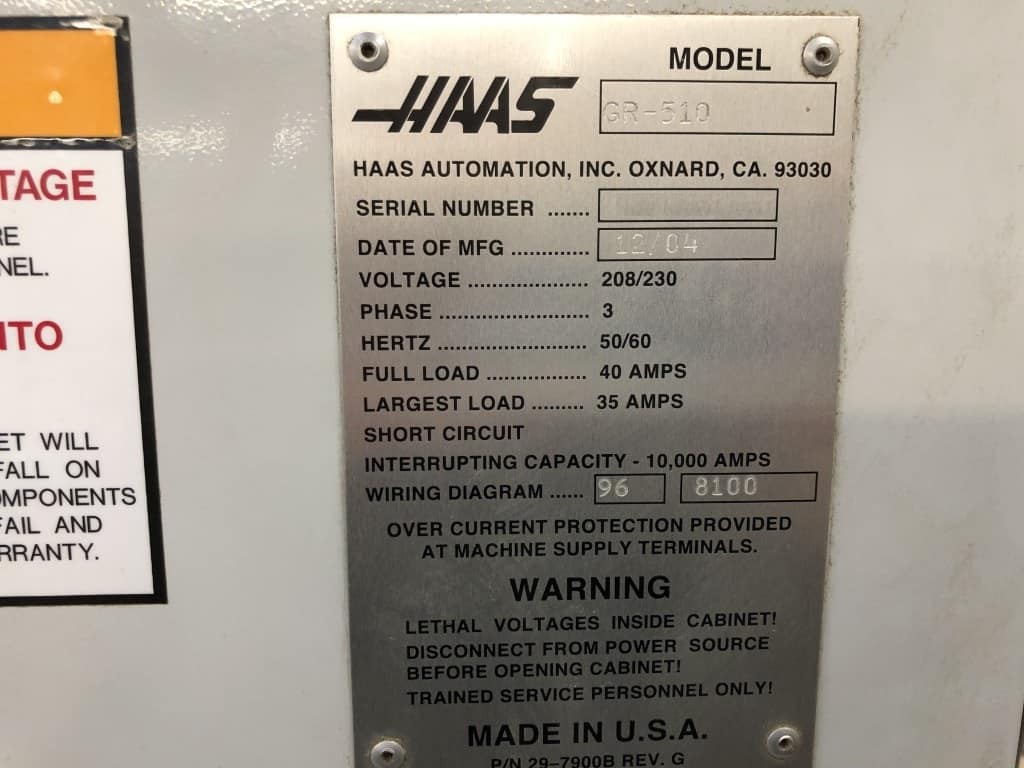 TAGE
RE
NEL.
NTO
ET WILL
FALL ON
OMPONENTS
FAIL AND
RRANTY.
HAAS
MODEL
GR-510
HAAS AUTOMATION, INC. OXNARD, CA. 93030
SERIAL NUMBER .......
DATE OF MFG ............. 12/04
VOLTAGE .................... 208/230
PHASE ......................... 3
HERTZ ......................... 50/60
FULL LOAD ................. 40 AMPS
LARGEST LOAD ......... 35 AMPS
SHORT CIRCUIT
INTERRUPTING CAPACITY - 10,000 AMPS
WIRING DIAGRAM ...... 96 8100
OVER CURRENT PROTECTION PROVIDED
AT MACHINE SUPPLY TERMINALS.
WARNING
LETHAL VOLTAGES INSIDE CABINET!
DISCONNECT FROM POWER SOURCE
BEFORE OPENING CABINET!
TRAINED SERVICE PERSONNEL ONLY!
MADE IN U.S.A.
P/N 29-7900B REV. G